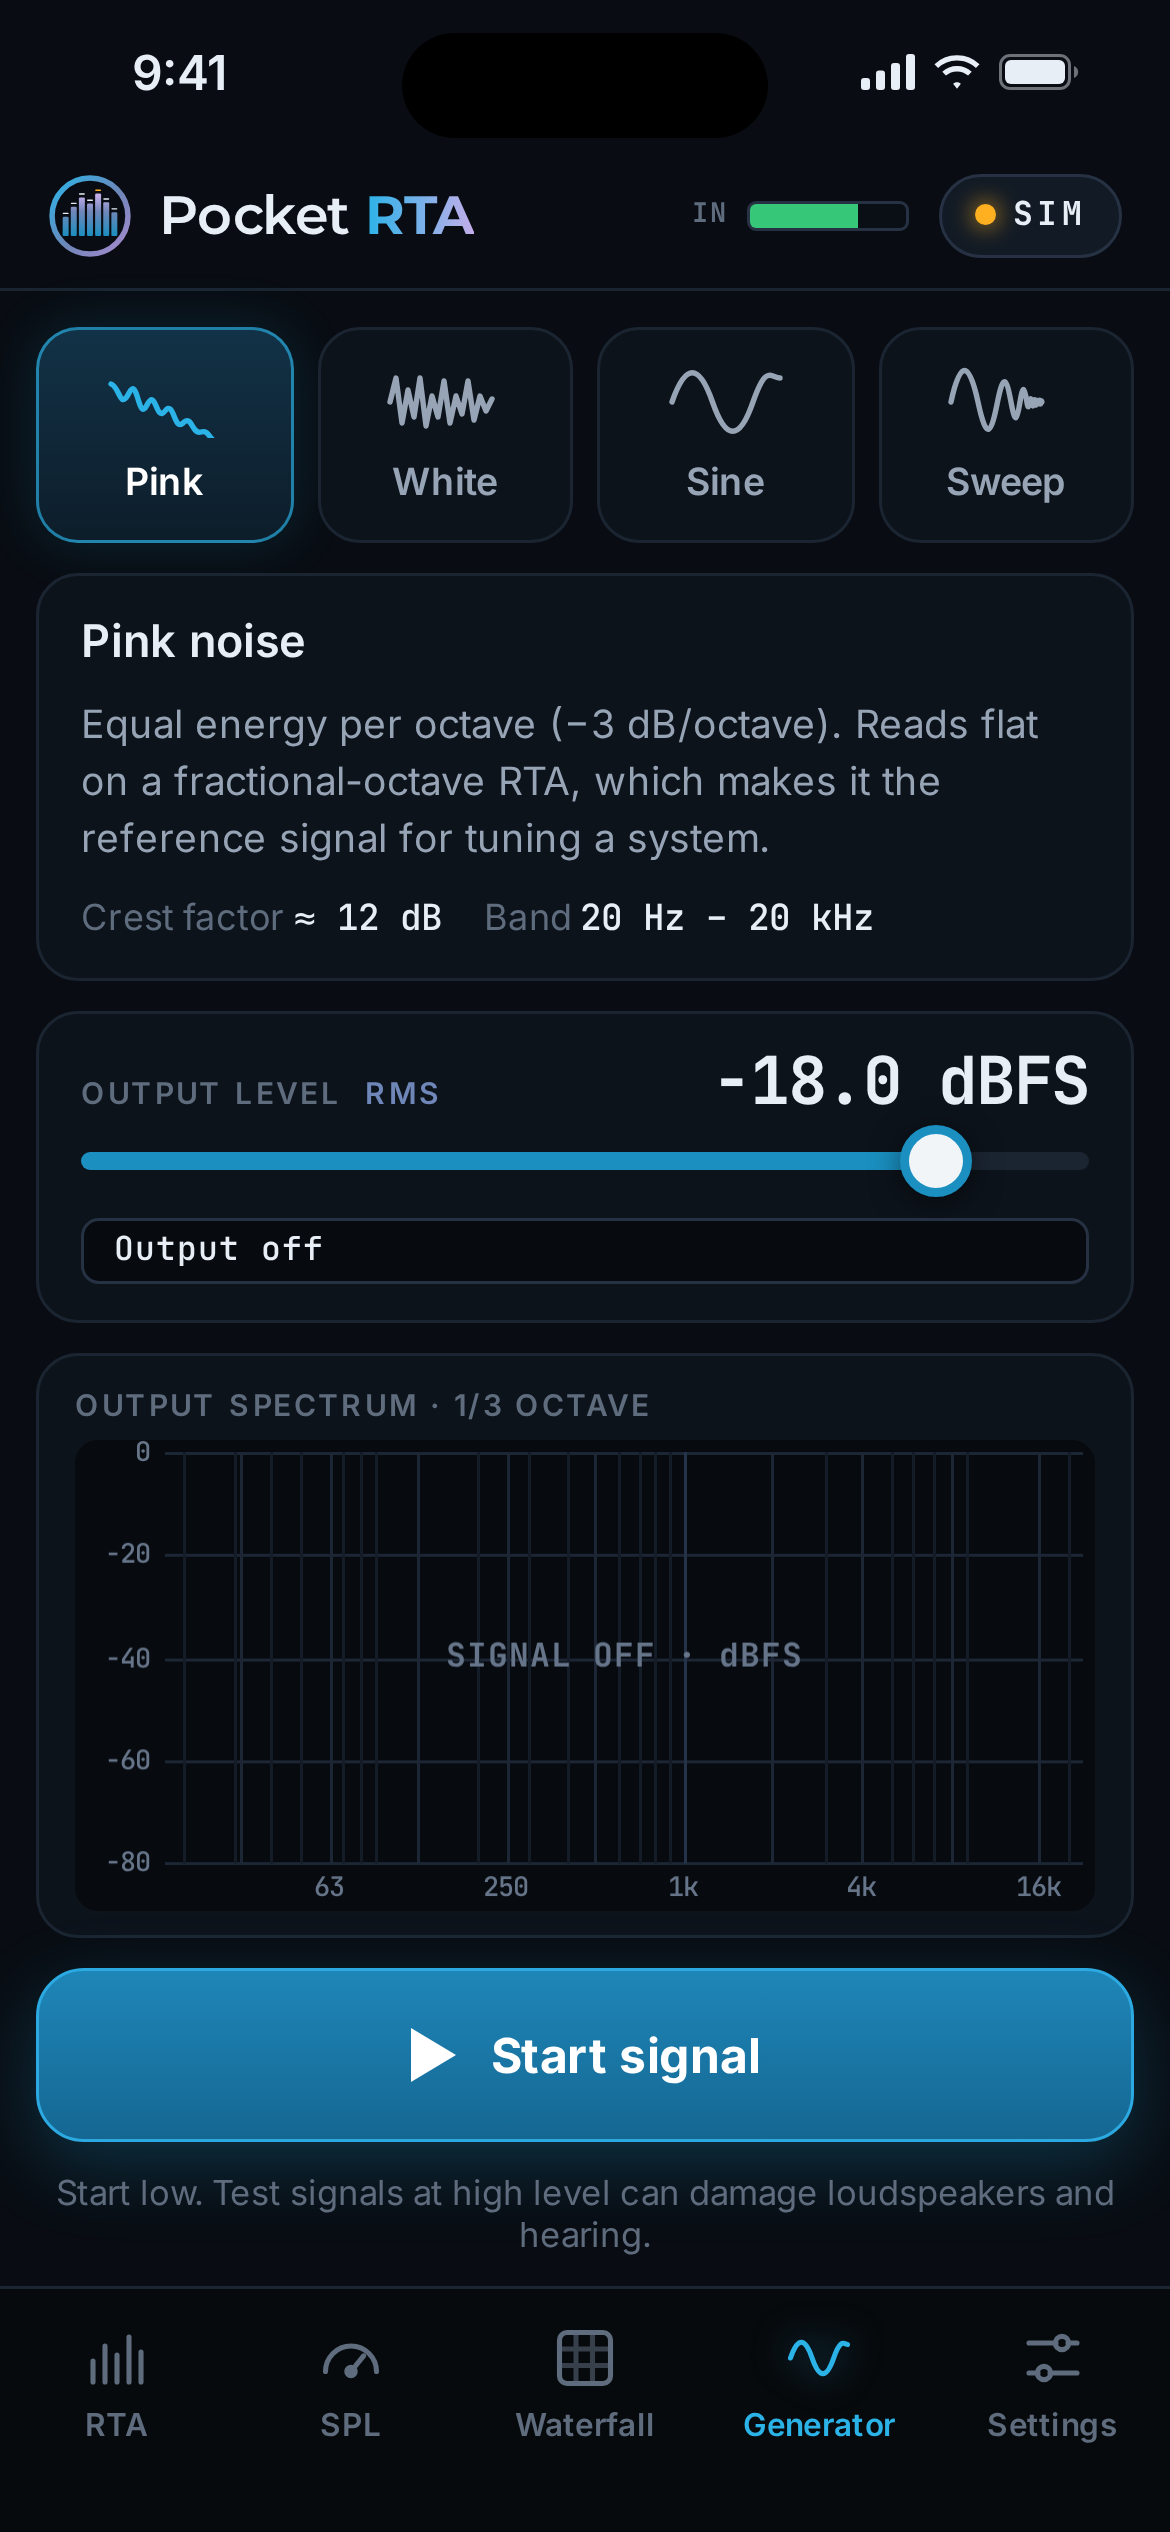 9:41
Pocket RTA
IN
SIM
Pink
White
Sine
Sweep
Pink noise
Equal energy per octave (−3 dB/octave). Reads flat
on a fractional-octave RTA, which makes it the
reference signal for tuning a system.
Crest factor ≈ 12 dB Band 20 Hz – 20 kHz
OUTPUT LEVEL RMS
-18.0 dBFS
Output off
OUTPUT SPECTRUM · 1/3 OCTAVE
0
-20
-40
SIGNAL OFF · dBFS
-60
-80
63 250 1k 4k 16k
Start signal
Start low. Test signals at high level can damage loudspeakers and
hearing.
RTA
SPL
Waterfall
Generator
Settings